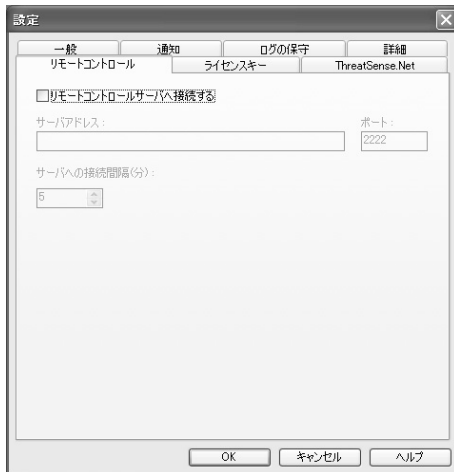 設定
一般 通知 ログの保守 詳細
リモートコントロール ライセンスキー ThreatSense.Net
リモートコントロールサーバへ接続する
サーバアドレス: ポート:
2222
サーバへの接続間隔(分):
5
OK キャンセル ヘルプ